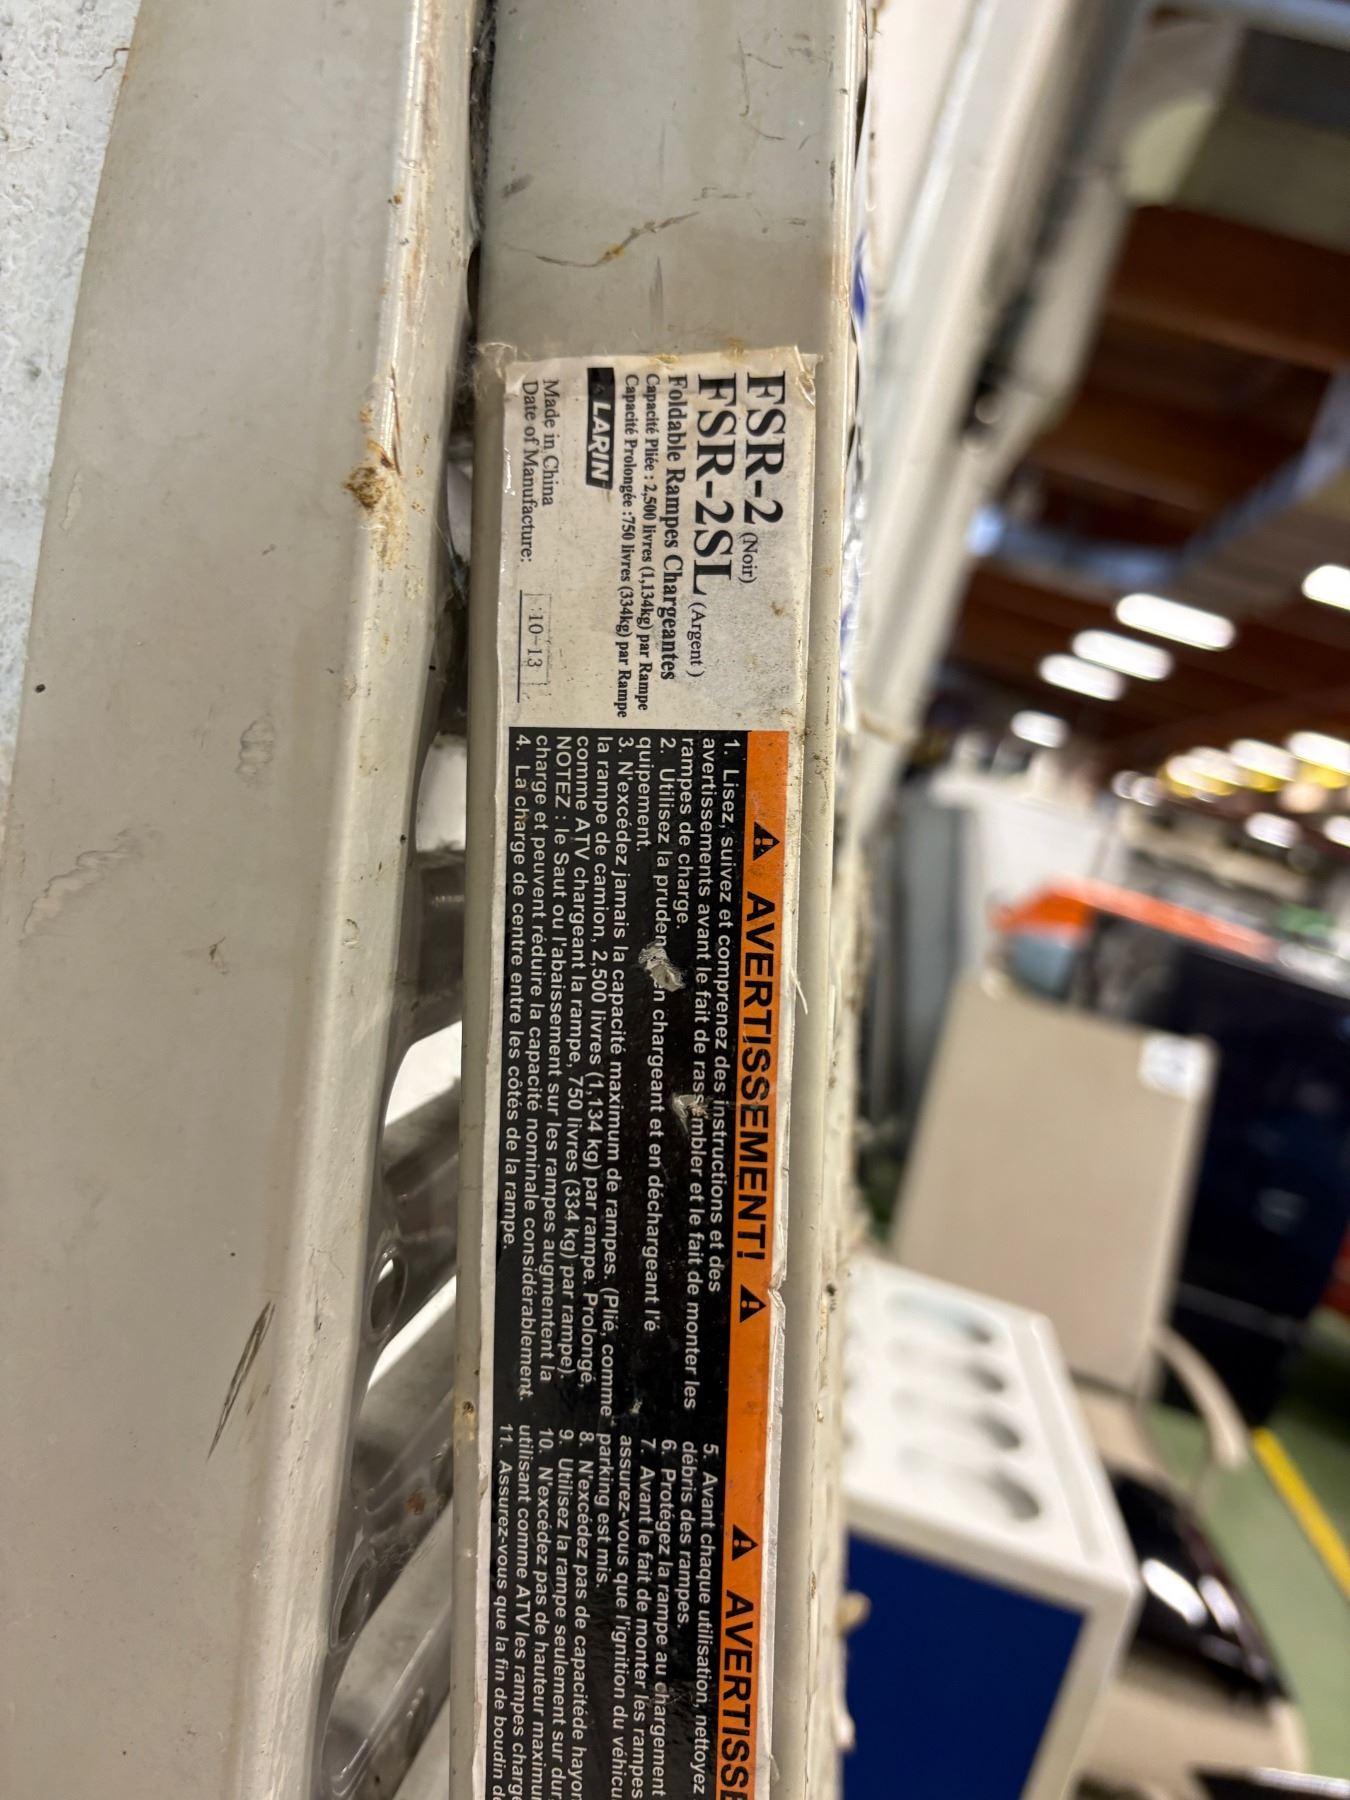 FSR-2 (Noir)
FSR-2SL (Argent )
Foldable Rampes Chargeantes
Capacité Pliée : 2,500 livres (1,134kg) par Rampe
Capacité Prolongée :750 livres (334kg) par Rampe
LARIN
Made in China
Date of Manufacture: 10-13
AVERTISSEMENT!
1. Lisez, suivez et comprenez des instructions et des
avertissements avant le fait de rassembler et le fait de monter les
rampes de charge.
2. Utilisez la pruden n chargeant et en déchargeant l'é
quipement.
3. N'excédez jamais la capacité maximum de rampes. (Plié, comme
la rampe de camion, 2,500 livres (1,134 kg) par rampe. Prolongé,
comme ATV chargeant la rampe, 750 livres (334 kg) par rampe).
NOTEZ : le Saut ou l'abaissement sur les rampes augmentent la
charge et peuvent réduire la capacité nominale considérablement.
4. La charge de centre entre les côtés de la rampe.
AVERTISSE
5. Avant chaque utilisation, nettoyez
débris des rampes.
6. Protégez la rampe au chargement
7. Avant le fait de monter les rampes
assurez-vous que l'ignition du véhicu
parking est mis.
8. N'excédez pas de capacitéde hayon
9. Utilisez la rampe seulement sur dur
10. N'excédez pas de hauteur maximu
utilisant comme ATV les rampes charge
11. Assurez-vous que la fin de boudin d